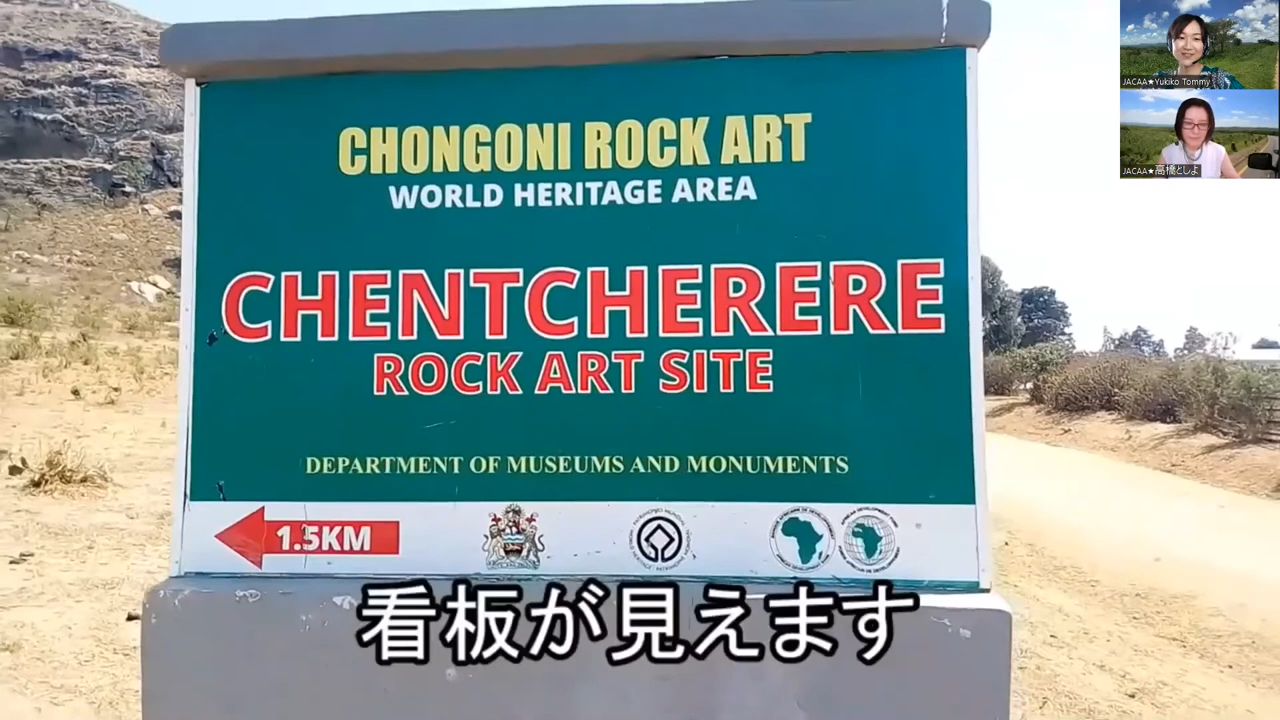 JACAA★Yukiko Tommy
JACAA★高橋としよ
CHONGONI ROCK ART
WORLD HERITAGE AREA
CHENTCHERERE
ROCK ART SITE
DEPARTMENT OF MUSEUMS AND MONUMENTS
1.5KM
看板が見えます